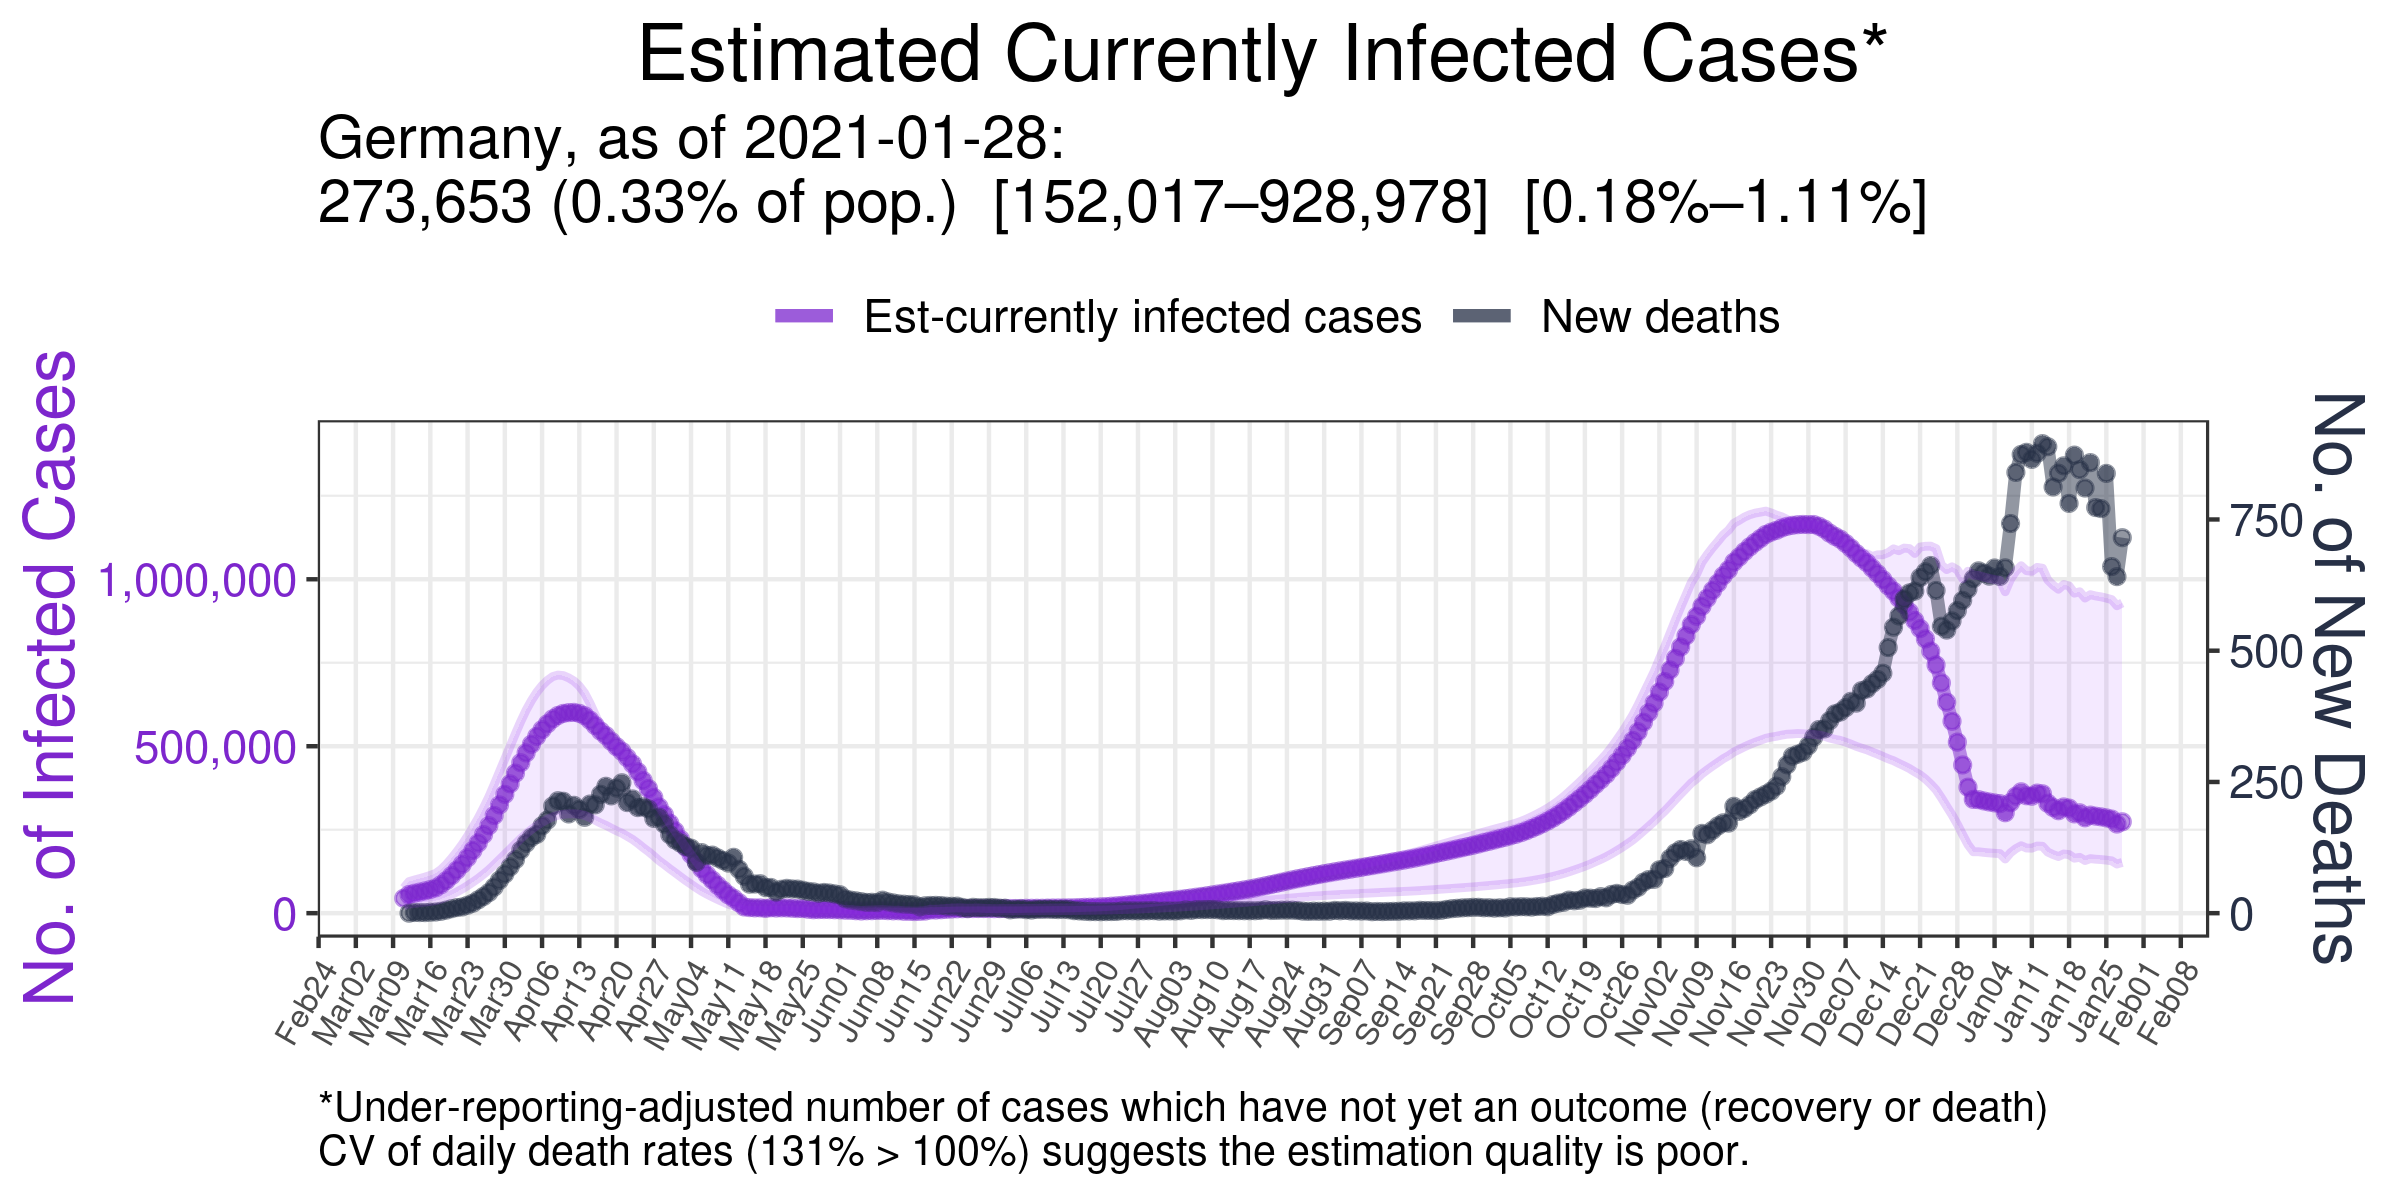 Estimated Currently Infected Cases*
Germany, as of 2021-01-28:
273,653 (0.33% of pop.) [152,017–928,978] [0.18%–1.11%]
Est-currently infected cases
New deaths
No. of Infected Cases
1,000,000
500,000
0
No. of New Deaths
750
500
250
0
Feb24
Mar02
Mar09
Mar16
Mar23
Mar30
Apr06
Apr13
Apr20
Apr27
May04
May11
May18
May25
Jun01
Jun08
Jun15
Jun22
Jun29
Jul06
Jul13
Jul20
Jul27
Aug03
Aug10
Aug17
Aug24
Aug31
Sep07
Sep14
Sep21
Sep28
Oct05
Oct12
Oct19
Oct26
Nov02
Nov09
Nov16
Nov23
Nov30
Dec07
Dec14
Dec21
Dec28
Jan04
Jan11
Jan18
Jan25
Feb01
Feb08
*Under-reporting-adjusted number of cases which have not yet an outcome (recovery or death)
CV of daily death rates (131% > 100%) suggests the estimation quality is poor.